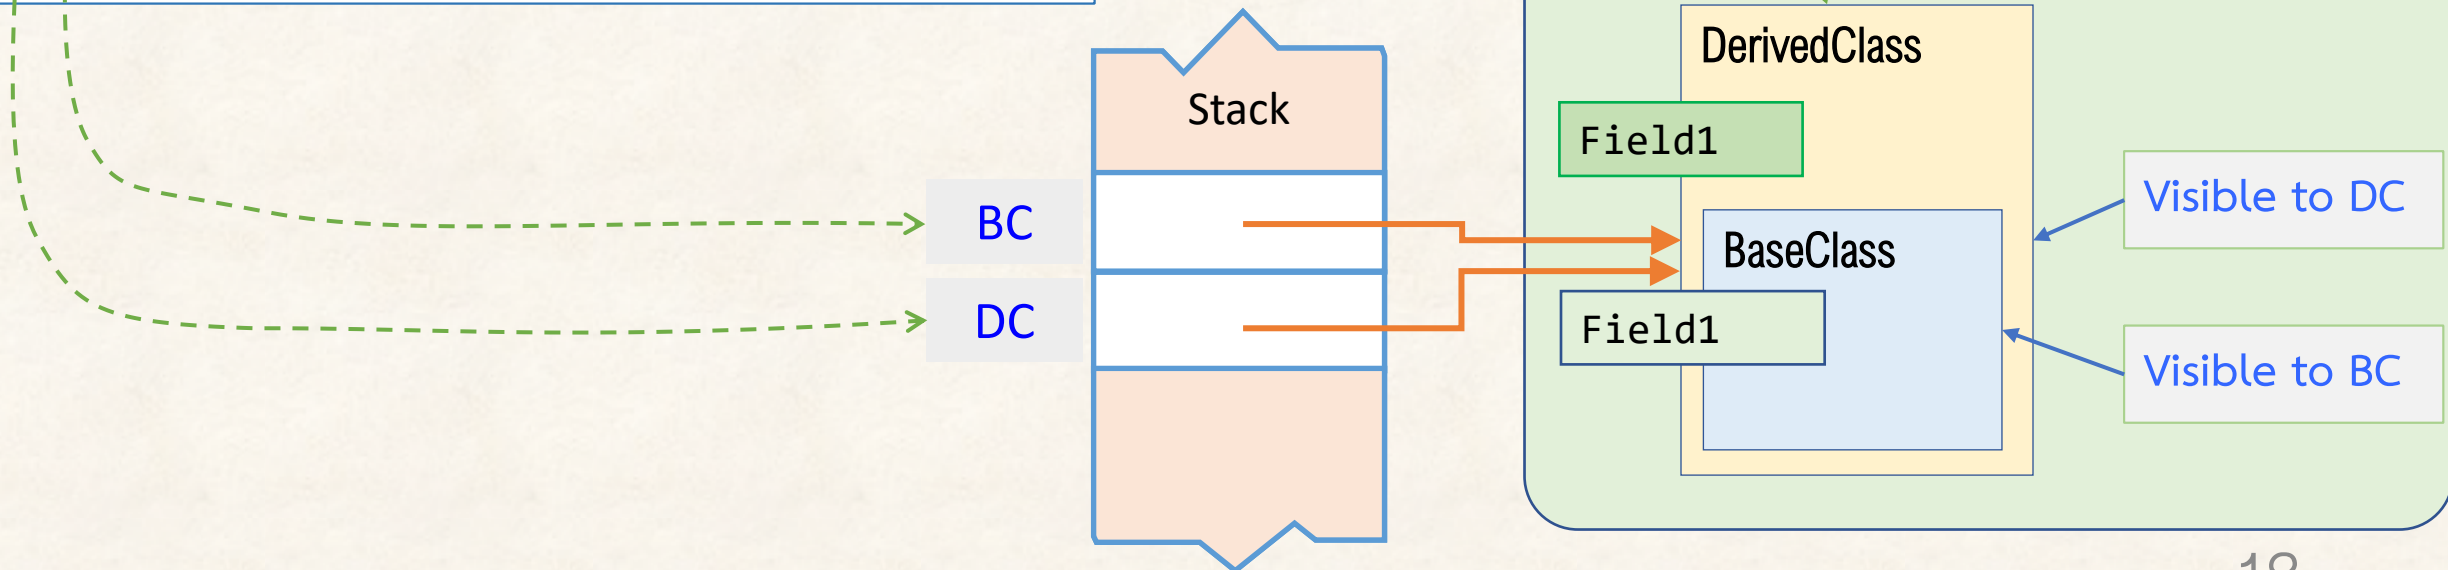 DerivedClass
Stack
Field1
Visible to DC
BC
BaseClass
DC
Field1
Visible to BC